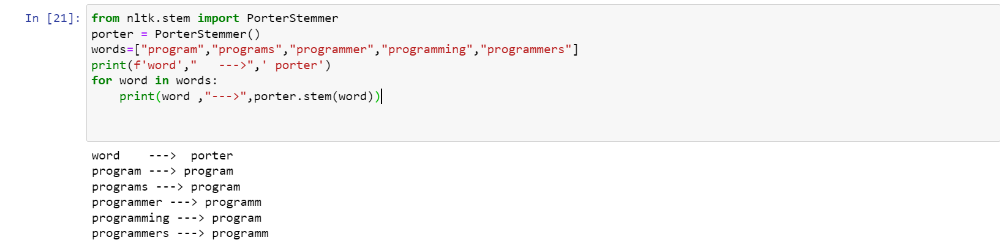 In [21]: from nltk.stem import PorterStemmer
porter = PorterStemmer()
words=["program","programs","programmer","programming","programmers"]
print(f'word',"   --->",' porter')
for word in words:
    print(word ,"--->",porter.stem(word))
word    --->  porter
program ---> program
programs ---> program
programmer ---> programm
programming ---> program
programmers ---> programm